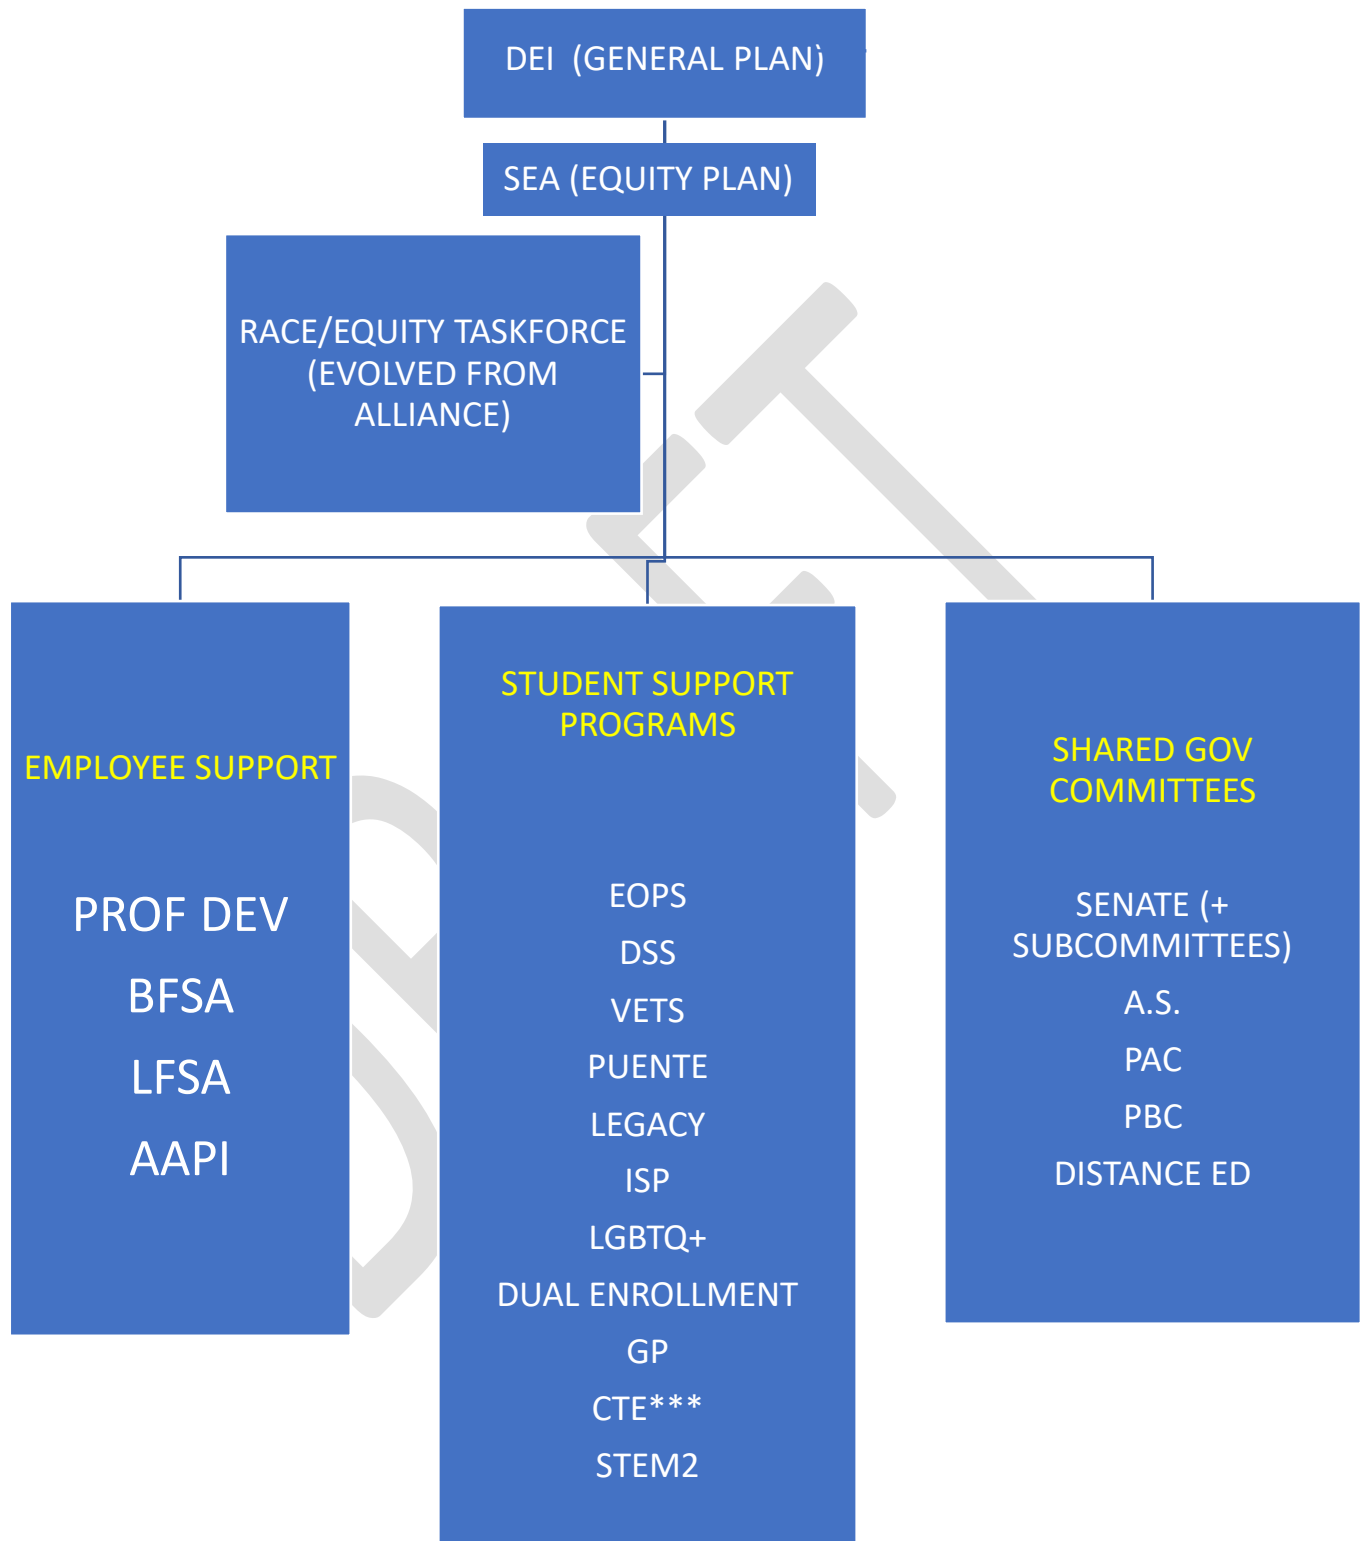 DEI (GENERAL PLAN)
SEA (EQUITY PLAN)
RACE/EQUITY TASKFORCE
(EVOLVED FROM
ALLIANCE)
EMPLOYEE SUPPORT
PROF DEV
BFSA
LFSA
AAPI
STUDENT SUPPORT
PROGRAMS
EOPS
DSS
VETS
PUENTE
LEGACY
ISP
LGBTQ+
DUAL ENROLLMENT
GP
CTE***
STEM2
SHARED GOV
COMMITTEES
SENATE (+
SUBCOMMITTEES)
A.S.
PAC
PBC
DISTANCE ED
DRAFT